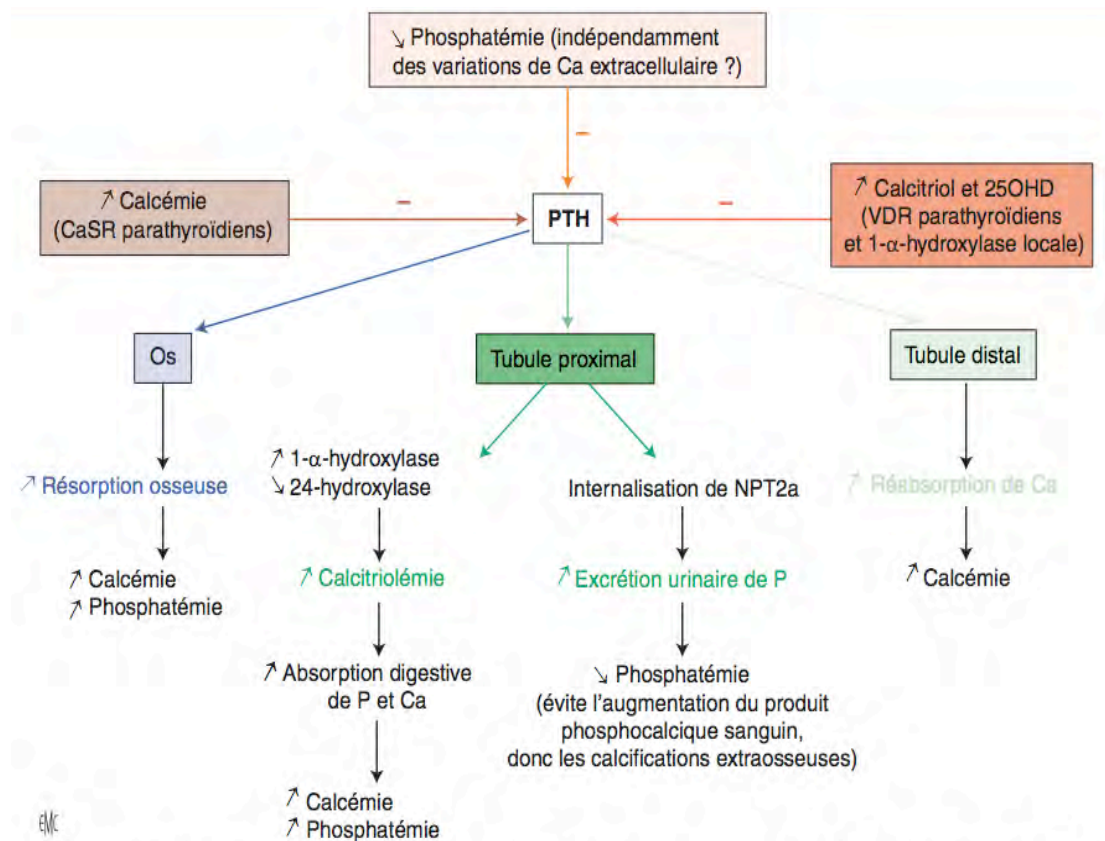 ↘ Phosphatémie (indépendamment
des variations de Ca extracellulaire ?)
–
↗ Calcémie
(CaSR parathyroïdiens)
–
PTH
–
↗ Calcitriol et 25OHD
(VDR parathyroïdiens
et 1-α-hydroxylase locale)
Os
Tubule proximal
Tubule distal
↗ Résorption osseuse
↗ 1-α-hydroxylase
↘ 24-hydroxylase
Internalisation de NPT2a
↗ Réabsorption de Ca
↗ Calcémie
↗ Phosphatémie
↗ Calcitriolémie
↗ Excrétion urinaire de P
↗ Calcémie
↗ Absorption digestive
de P et Ca
↘ Phosphatémie
(évite l'augmentation du produit
phosphocalcique sanguin,
donc les calcifications extraosseuses)
↗ Calcémie
↗ Phosphatémie
EMC